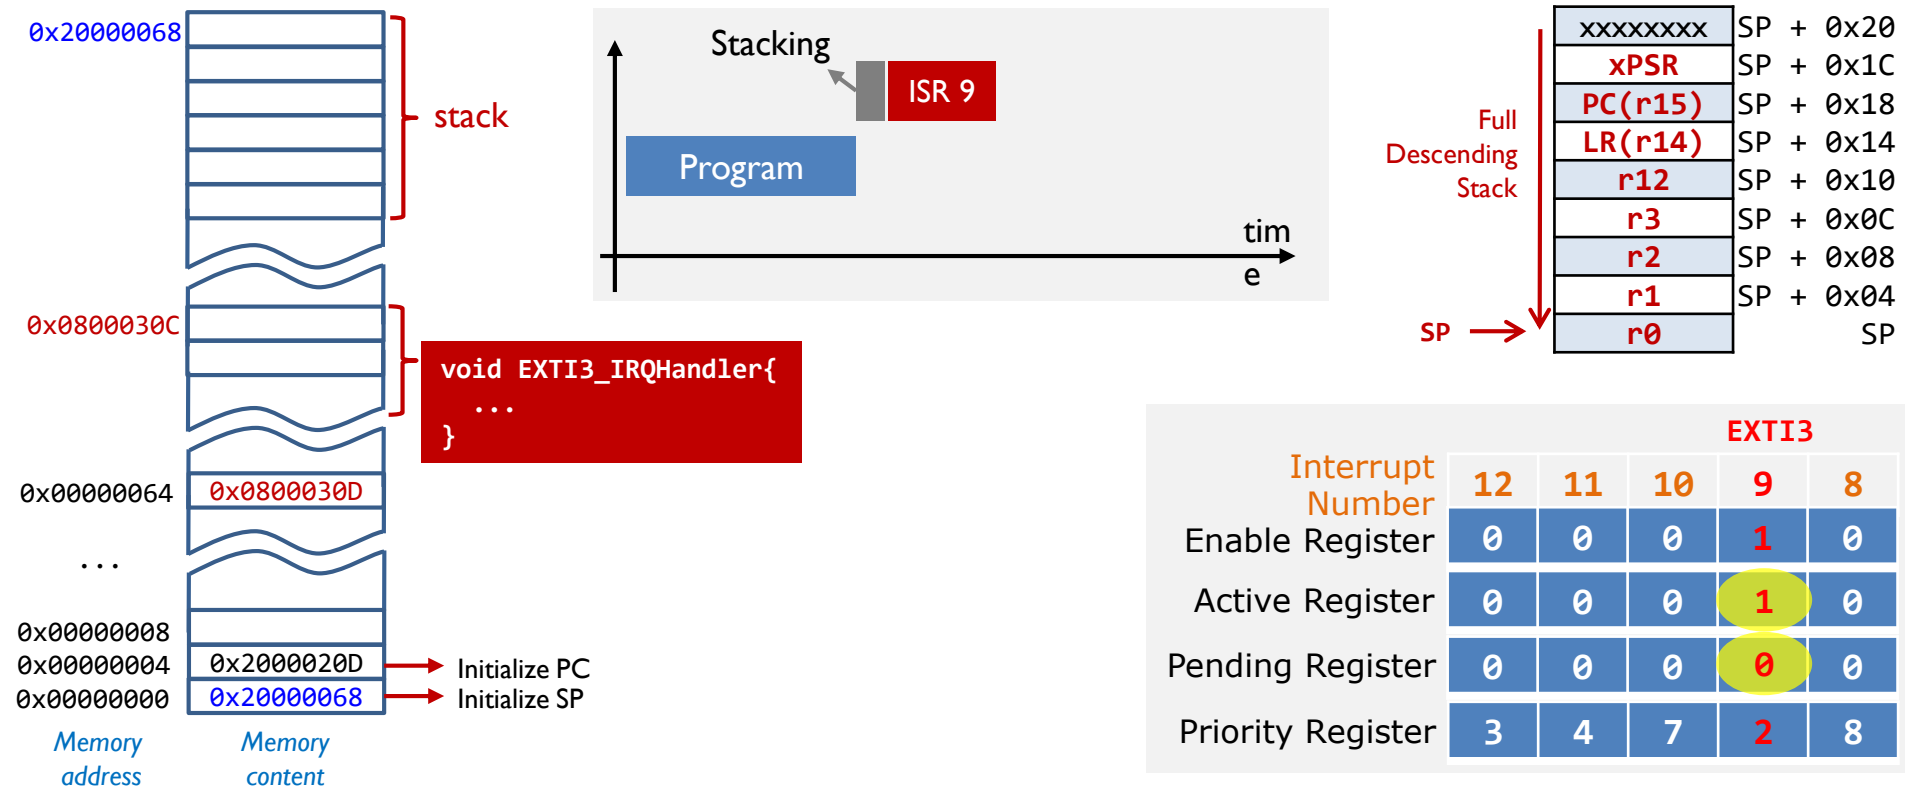 0x20000068
stack
0x0800030C
void EXTI3_IRQHandler{
...
}
0x00000064 0x0800030D
...
0x00000008
0x00000004 0x2000020D Initialize PC
0x00000000 0x20000068 Initialize SP
Memory address
Memory content
Stacking
ISR 9
Program
tim
e
xxxxxxxx SP + 0x20
xPSR SP + 0x1C
PC(r15) SP + 0x18
LR(r14) SP + 0x14
r12 SP + 0x10
r3 SP + 0x0C
r2 SP + 0x08
r1 SP + 0x04
SP r0 SP
Full
Descending
Stack
EXTI3
Interrupt
Number 12 11 10 9 8
Enable Register 0 0 0 1 0
Active Register 0 0 0 1 0
Pending Register 0 0 0 0 0
Priority Register 3 4 7 2 8